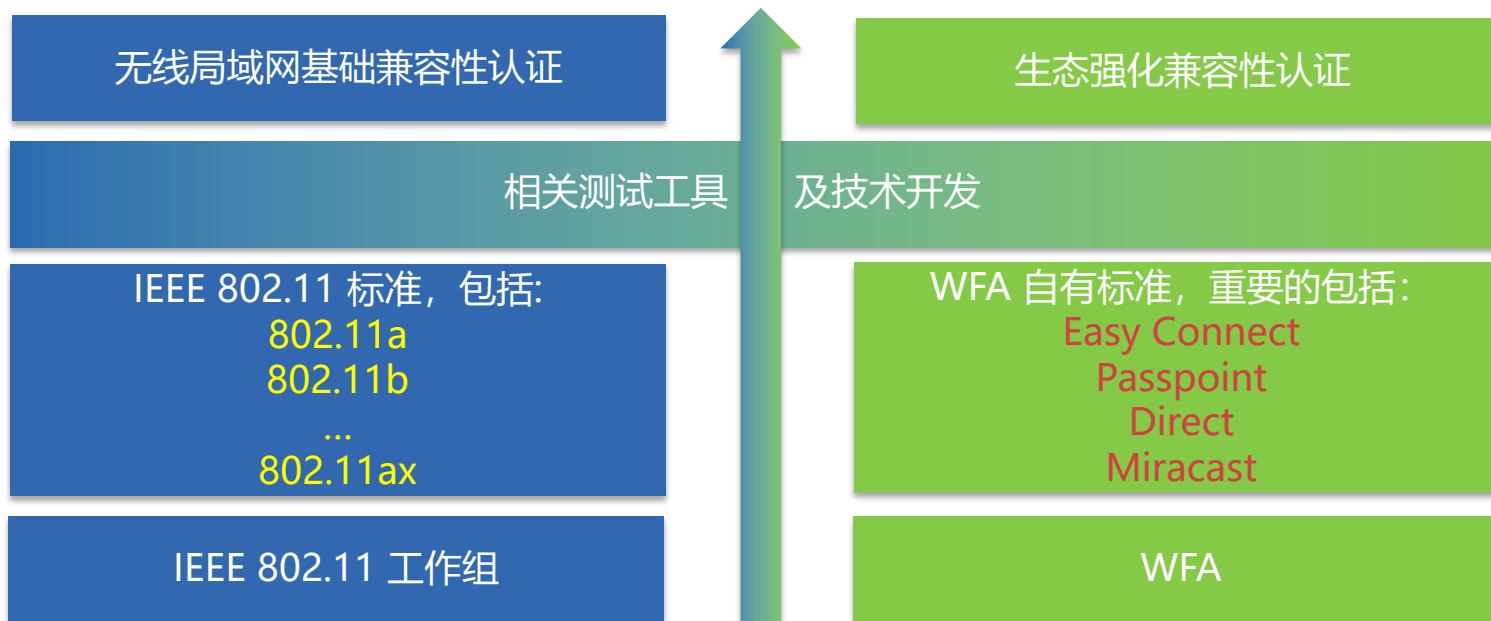 无线局域网基础兼容性认证
生态强化兼容性认证
相关测试工具及技术开发
IEEE 802.11 标准，包括:
802.11a
802.11b
...
802.11ax
WFA 自有标准，重要的包括：
Easy Connect
Passpoint
Direct
Miracast
IEEE 802.11 工作组
WFA